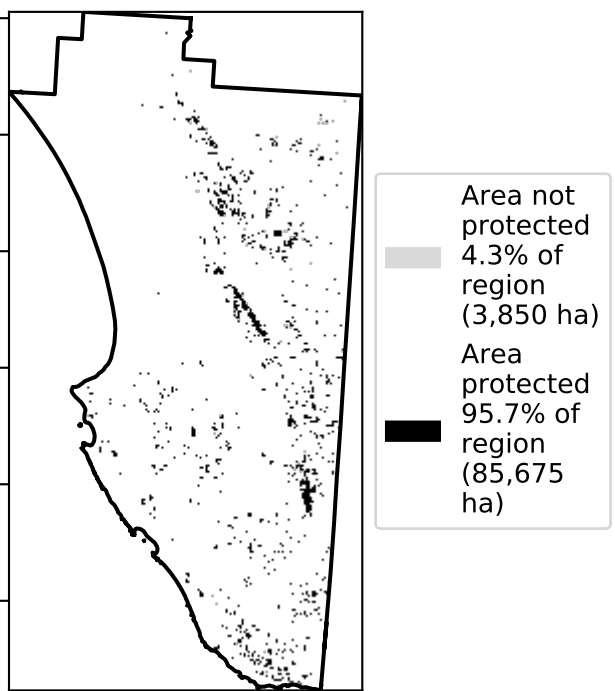 Area not
protected
4.3% of
region
(3,850 ha)
Area
protected
95.7% of
region
(85,675
ha)